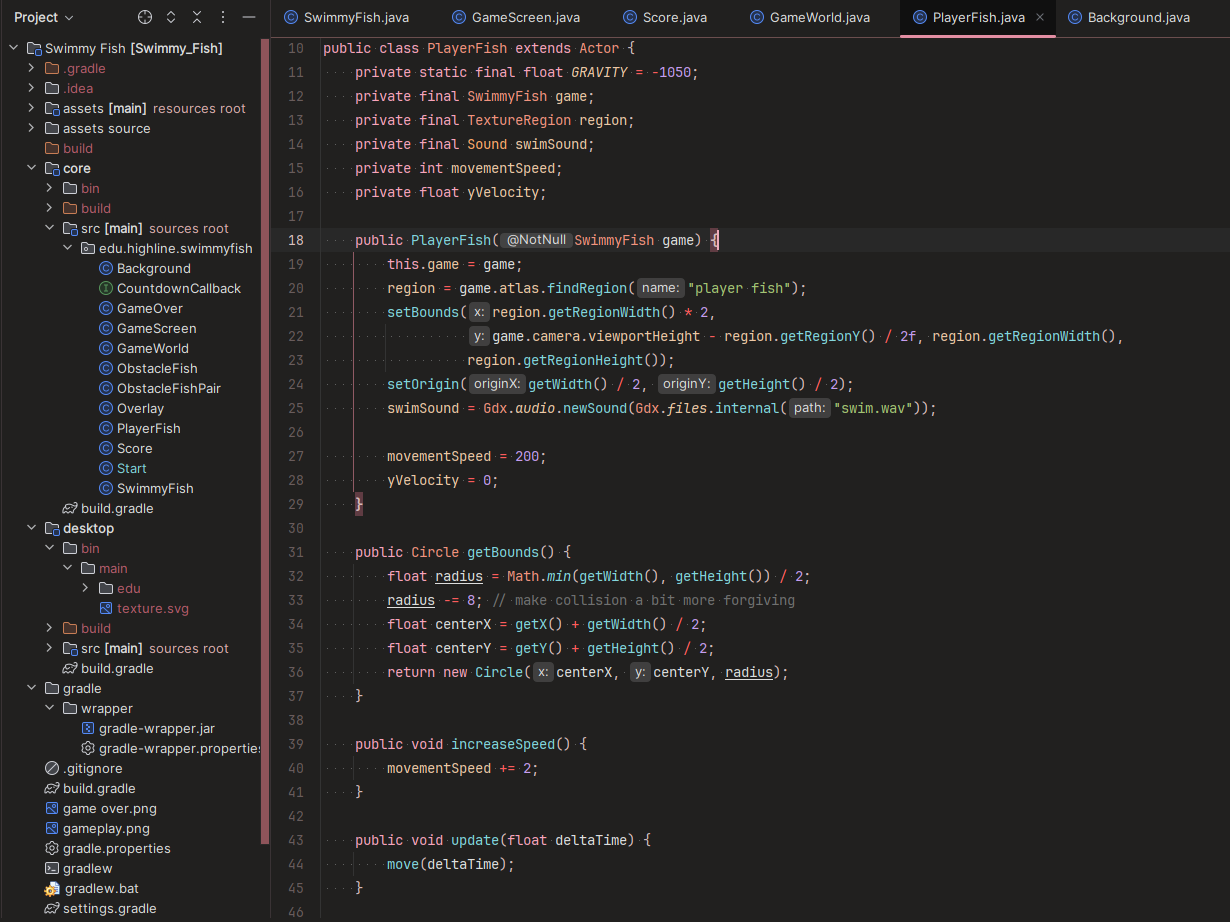 Project
SwimmyFish.java
GameScreen.java
Score.java
GameWorld.java
PlayerFish.java
Background.java
Swimmy Fish [Swimmy_Fish]
.gradle
.idea
assets [main] resources root
assets source
build
core
bin
build
src [main] sources root
edu.highline.swimmyfish
Background
CountdownCallback
GameOver
GameScreen
GameWorld
ObstacleFish
ObstacleFishPair
Overlay
PlayerFish
Score
Start
SwimmyFish
build.gradle
desktop
bin
main
edu
texture.svg
build
src [main] sources root
build.gradle
gradle
wrapper
gradle-wrapper.jar
gradle-wrapper.properties
.gitignore
build.gradle
game over.png
gameplay.png
gradle.properties
gradlew
gradlew.bat
settings.gradle
10 public class PlayerFish extends Actor {
11 private static final float GRAVITY = -1050;
12 private final SwimmyFish game;
13 private final TextureRegion region;
14 private final Sound swimSound;
15 private int movementSpeed;
16 private float yVelocity;
17
18 public PlayerFish( @NotNull SwimmyFish game) {
19 this.game = game;
20 region = game.atlas.findRegion( name: "player fish");
21 setBounds( x: region.getRegionWidth() * 2,
22 y: game.camera.viewportHeight - region.getRegionY() / 2f, region.getRegionWidth(),
23 region.getRegionHeight());
24 setOrigin( originX: getWidth() / 2, originY: getHeight() / 2);
25 swimSound = Gdx.audio.newSound(Gdx.files.internal( path: "swim.wav"));
26
27 movementSpeed = 200;
28 yVelocity = 0;
29 }
30
31 public Circle getBounds() {
32 float radius = Math.min(getWidth(), getHeight()) / 2;
33 radius -= 8; // make collision a bit more forgiving
34 float centerX = getX() + getWidth() / 2;
35 float centerY = getY() + getHeight() / 2;
36 return new Circle( x: centerX, y: centerY, radius);
37 }
38
39 public void increaseSpeed() {
40 movementSpeed += 2;
41 }
42
43 public void update(float deltaTime) {
44 move(deltaTime);
45 }
46